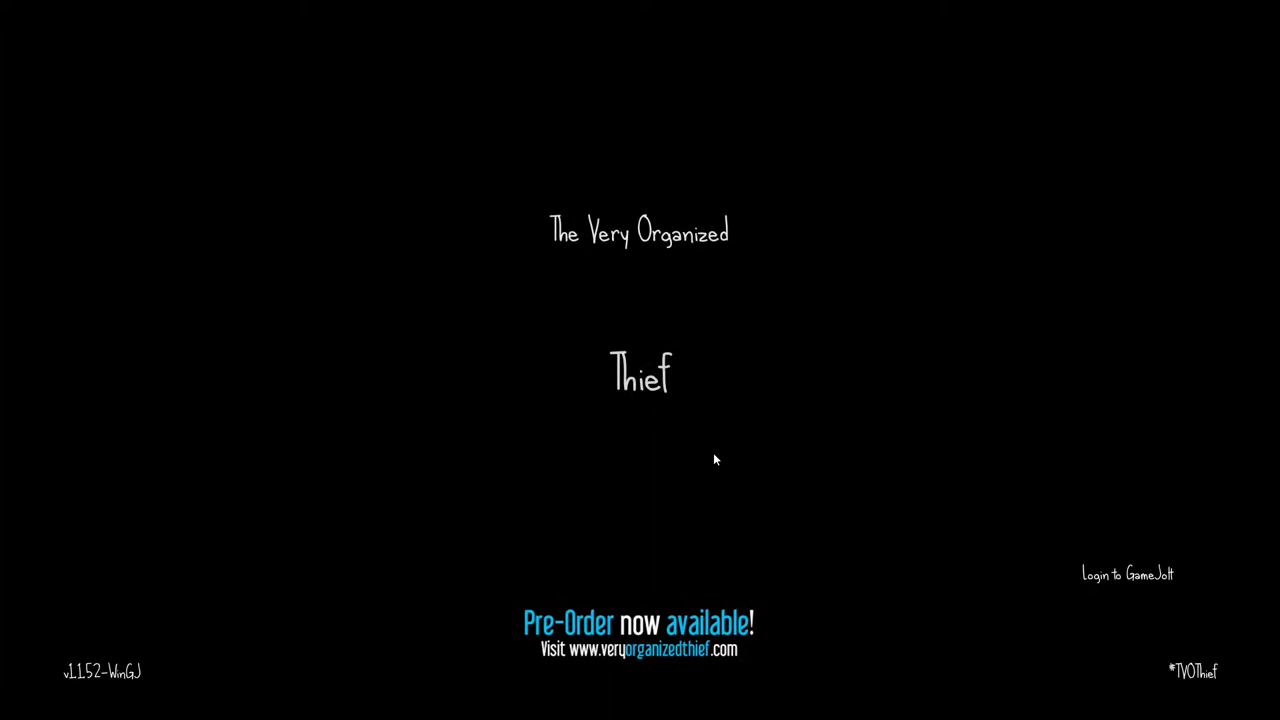 The Very Organized
Thief
Login to GameJolt
Pre-Order now available!
Visit www.veryorganizedthief.com
v1.1.52-WinGJ
*TVOThief